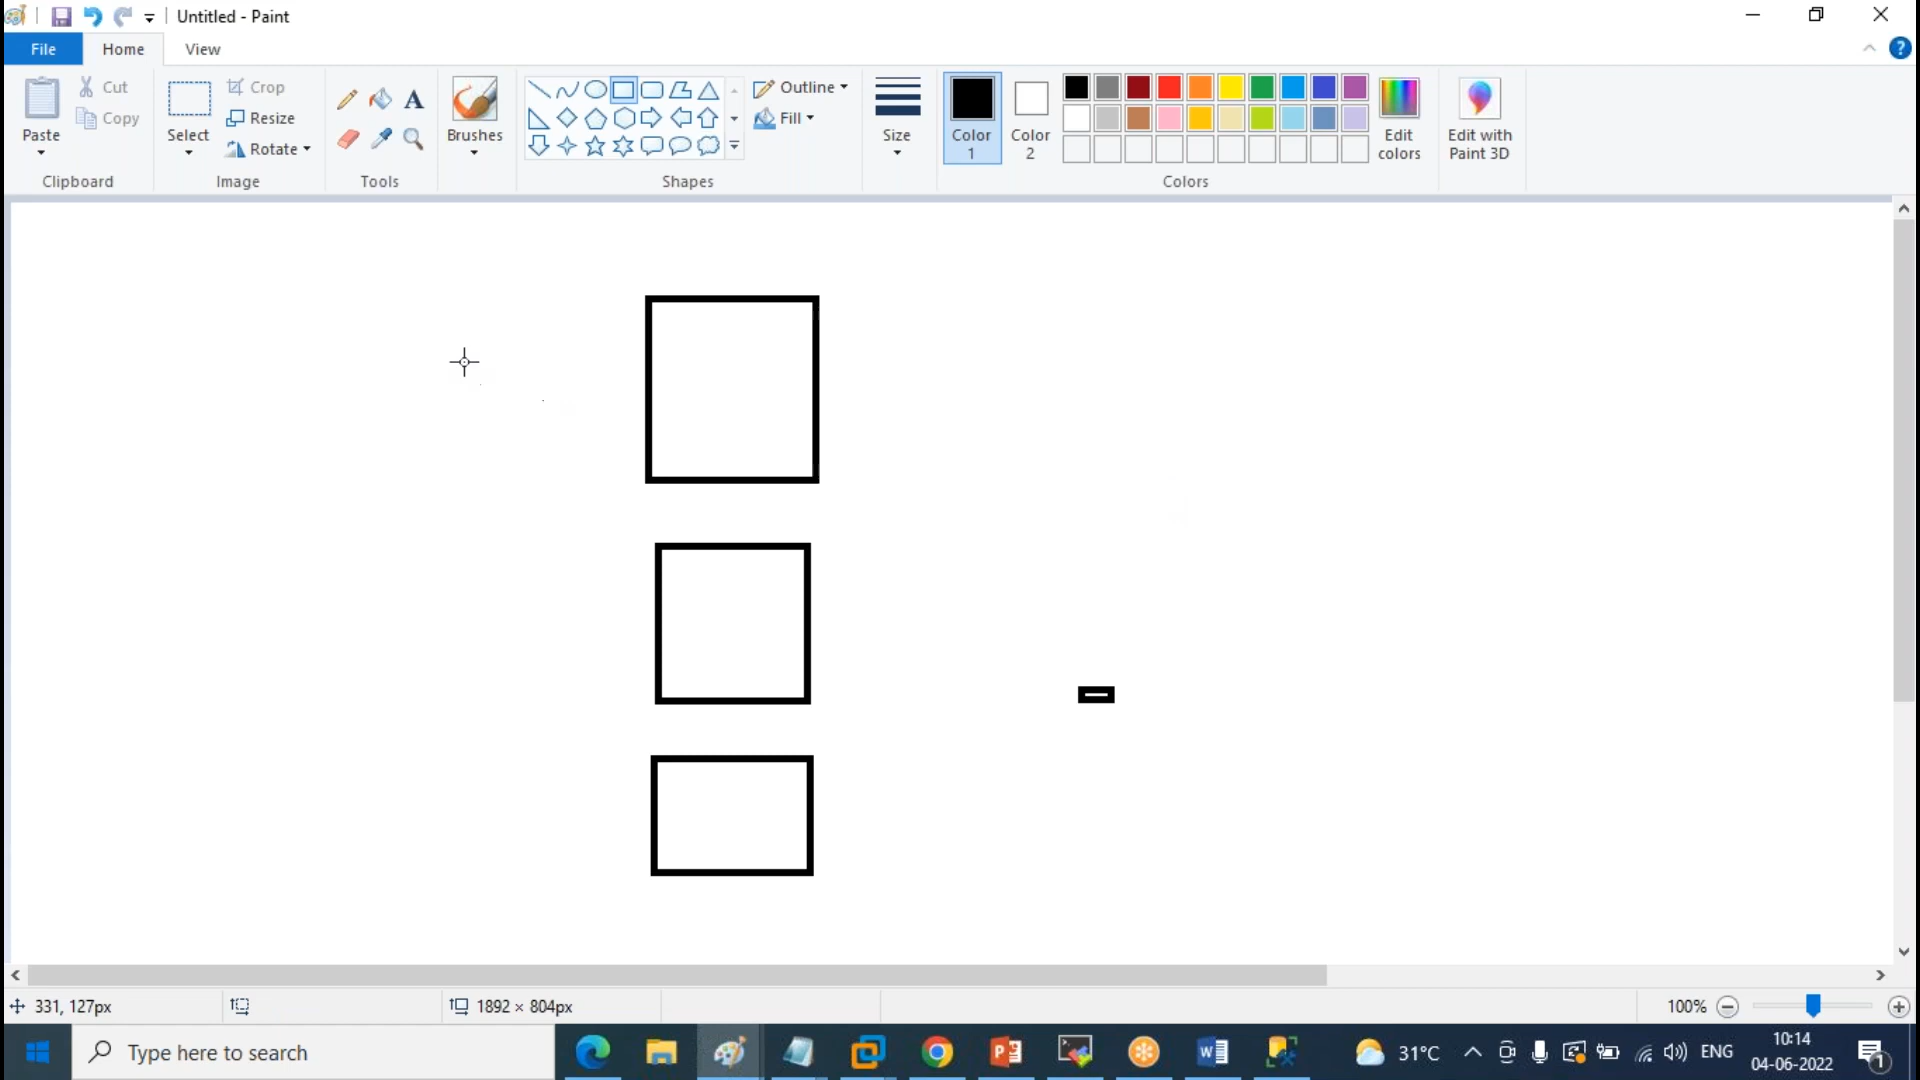 Untitled - Paint
File Home View
Paste
Cut
Copy
Clipboard
Select
Crop
Resize
Rotate
Image
Tools
Brushes
Shapes
Outline
Fill
Size
Color 1
Color 2
Edit colors
Colors
Edit with Paint 3D
331, 127px
1892 × 804px
100%
Type here to search
31°C
ENG
10:14
04-06-2022
1